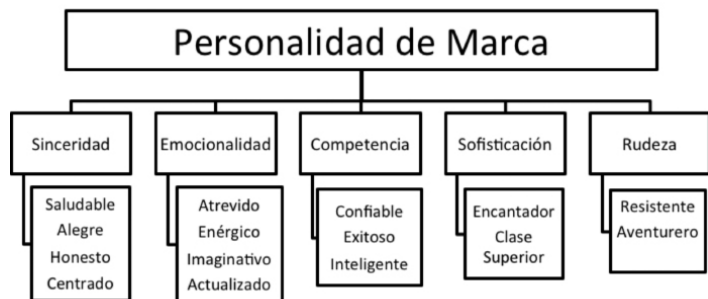 Personalidad de Marca
Sinceridad
Emocionalidad
Competencia
Sofisticación
Rudeza
Saludable
Alegre
Honesto
Centrado
Atrevido
Enérgico
Imaginativo
Actualizado
Confiable
Exitoso
Inteligente
Encantador
Clase
Superior
Resistente
Aventurero